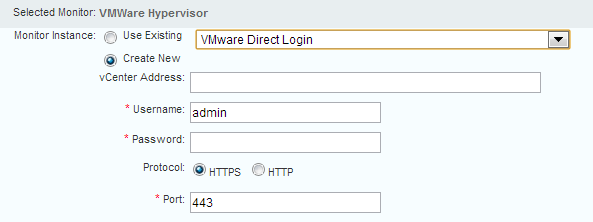 Selected Monitor: VMWare Hypervisor
Monitor Instance: Use Existing VMware Direct Login
Create New
vCenter Address:
* Username: admin
* Password:
Protocol: HTTPS HTTP
* Port: 443